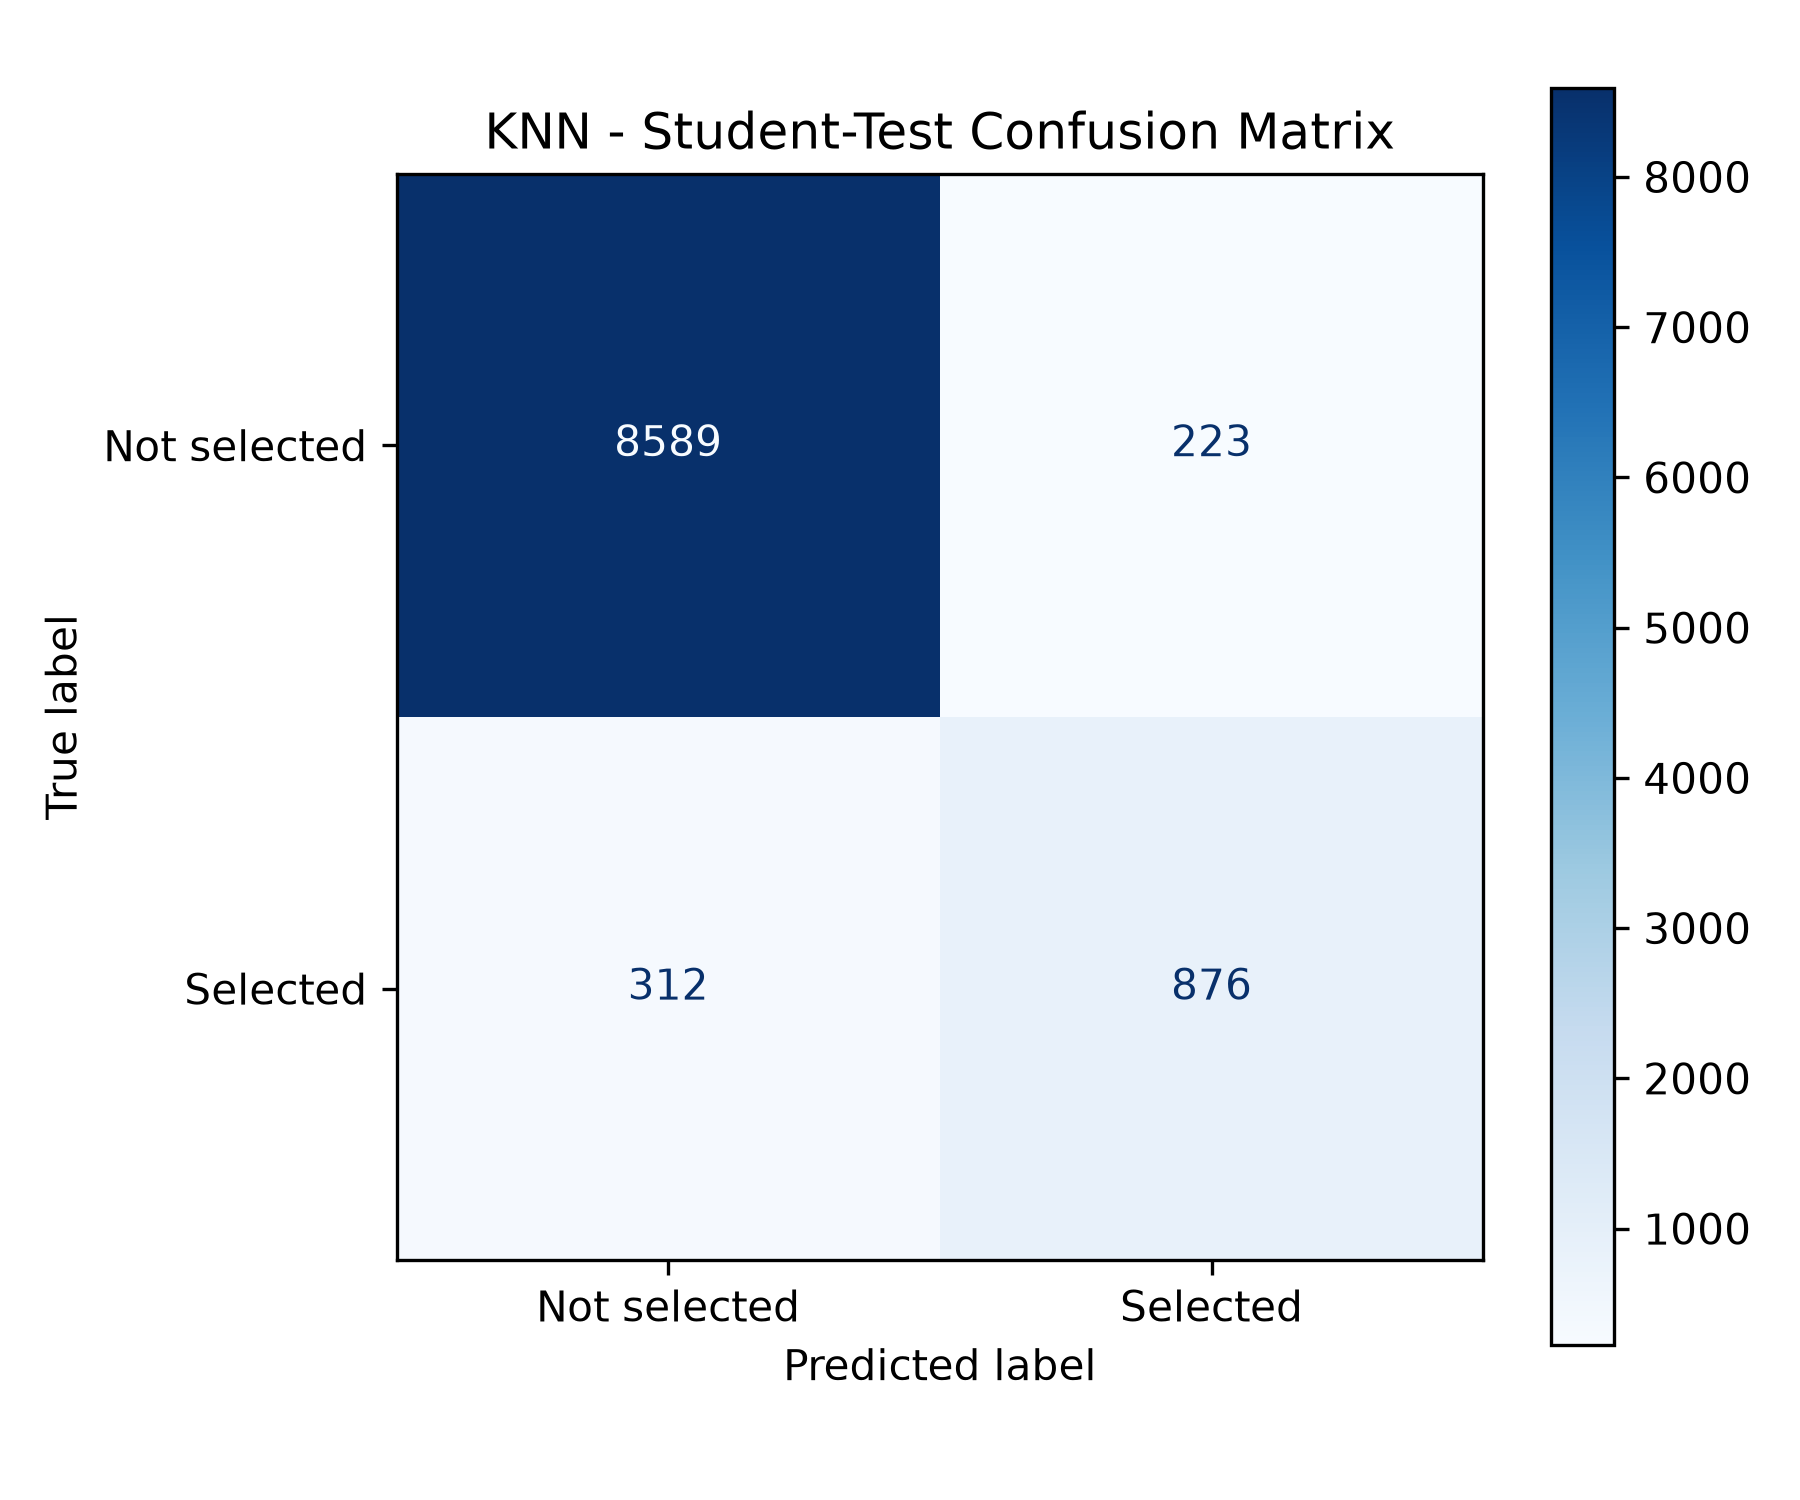 KNN - Student-Test Confusion Matrix
True label
Not selected
8589
223
Selected
312
876
Not selected
Selected
Predicted label
8000
7000
6000
5000
4000
3000
2000
1000